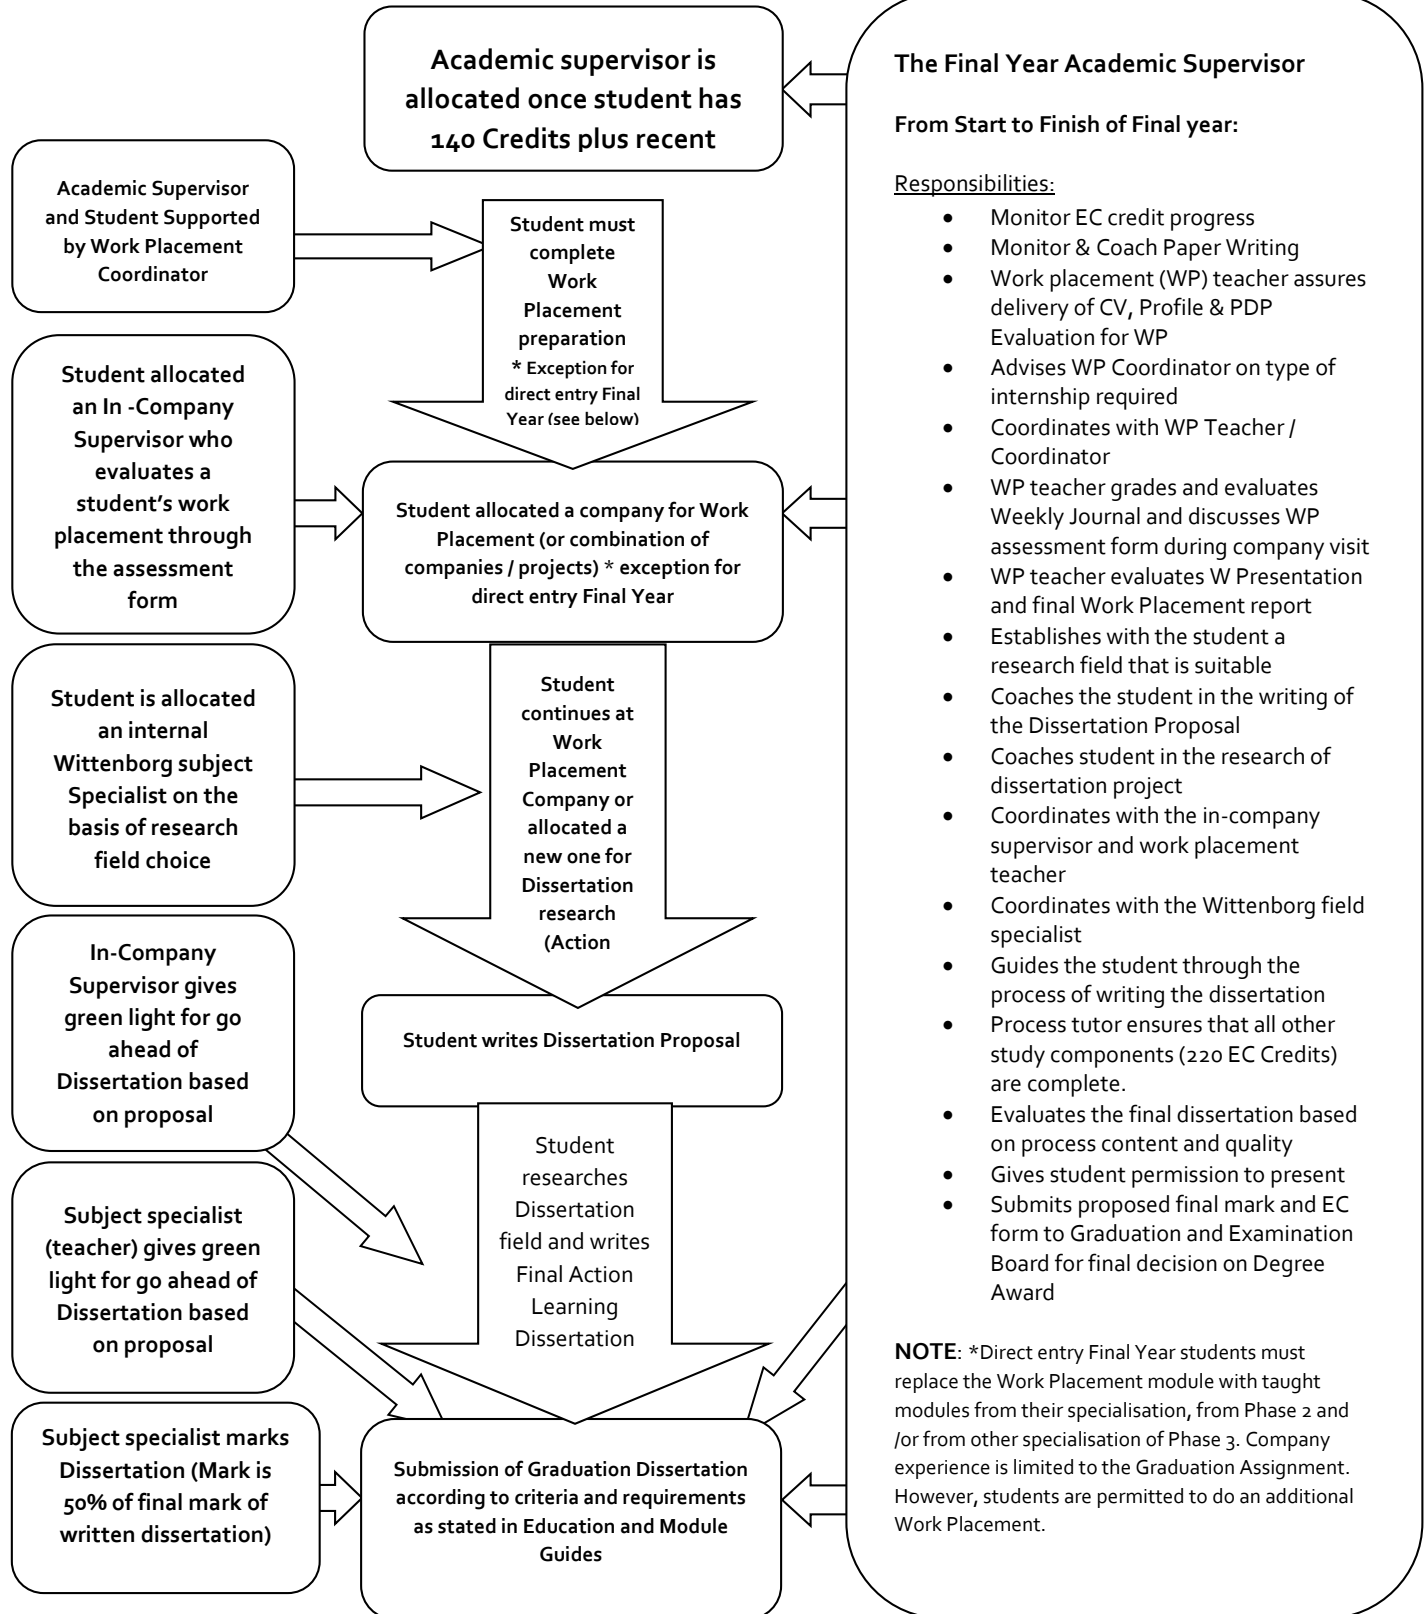 Academic supervisor is
allocated once student has
140 Credits plus recent
Academic Supervisor
and Student Supported
by Work Placement
Coordinator
Student must
complete
Work
Placement
preparation
* Exception for
direct entry Final
Year (see below)
Student allocated
an In -Company
Supervisor who
evaluates a
student's work
placement through
the assessment
form
Student allocated a company for Work
Placement (or combination of
companies / projects) * exception for
direct entry Final Year
Student is allocated
an internal
Wittenborg subject
Specialist on the
basis of research
field choice
Student
continues at
Work
Placement
Company or
allocated a
new one for
Dissertation
research
(Action
In-Company
Supervisor gives
green light for go
ahead of
Dissertation based
on proposal
Student writes Dissertation Proposal
Subject specialist
(teacher) gives green
light for go ahead of
Dissertation based
on proposal
Student
researches
Dissertation
field and writes
Final Action
Learning
Dissertation
Subject specialist marks
Dissertation (Mark is
50% of final mark of
written dissertation)
Submission of Graduation Dissertation
according to criteria and requirements
as stated in Education and Module
Guides
The Final Year Academic Supervisor
From Start to Finish of Final year:
Responsibilities:
• Monitor EC credit progress
• Monitor & Coach Paper Writing
• Work placement (WP) teacher assures
delivery of CV, Profile & PDP
Evaluation for WP
• Advises WP Coordinator on type of
internship required
• Coordinates with WP Teacher /
Coordinator
• WP teacher grades and evaluates
Weekly Journal and discusses WP
assessment form during company visit
• WP teacher evaluates W Presentation
and final Work Placement report
• Establishes with the student a
research field that is suitable
• Coaches the student in the writing of
the Dissertation Proposal
• Coaches student in the research of
dissertation project
• Coordinates with the in-company
supervisor and work placement
teacher
• Coordinates with the Wittenborg field
specialist
• Guides the student through the
process of writing the dissertation
• Process tutor ensures that all other
study components (220 EC Credits)
are complete.
• Evaluates the final dissertation based
on process content and quality
• Gives student permission to present
• Submits proposed final mark and EC
form to Graduation and Examination
Board for final decision on Degree
Award
NOTE: *Direct entry Final Year students must
replace the Work Placement module with taught
modules from their specialisation, from Phase 2 and
/or from other specialisation of Phase 3. Company
experience is limited to the Graduation Assignment.
However, students are permitted to do an additional
Work Placement.